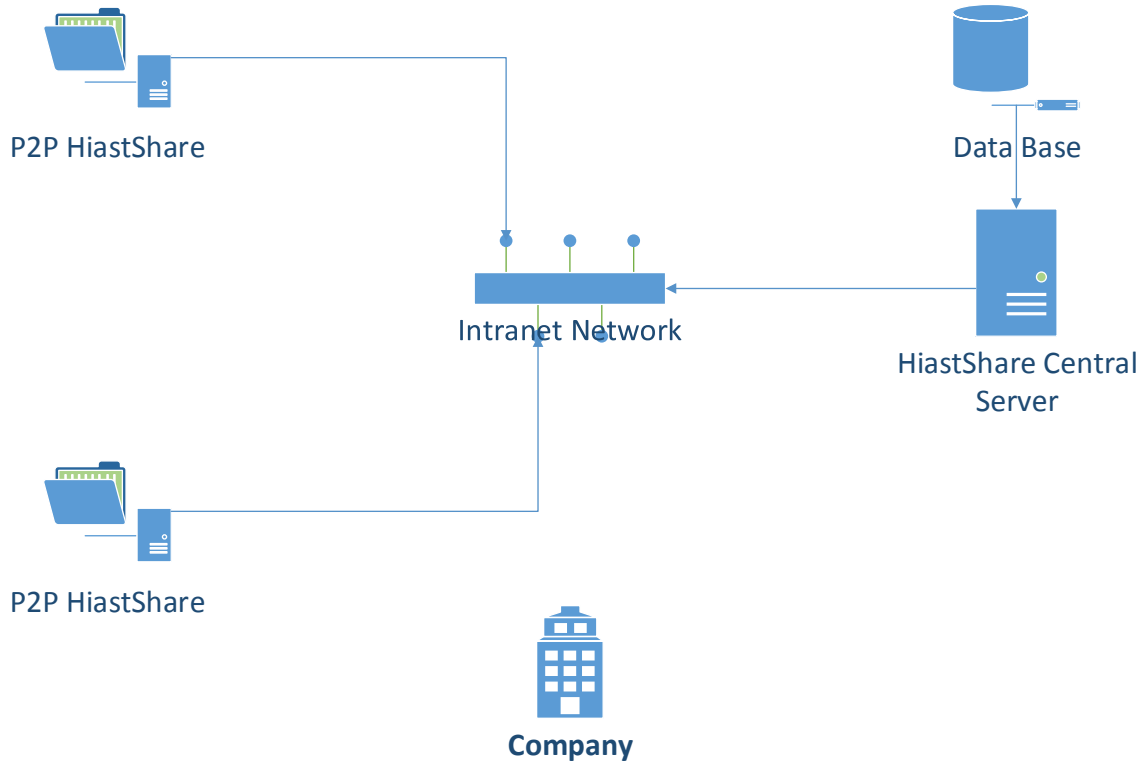 P2P HiastShare
Data Base
Intranet Network
HiastShare Central
Server
P2P HiastShare
Company